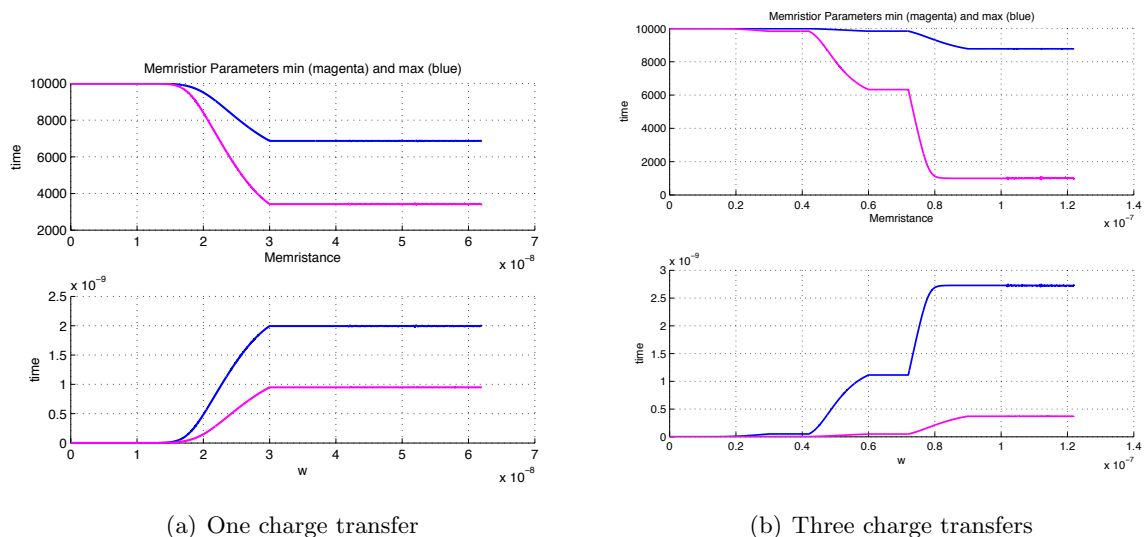 Memristior Parameters min (magenta) and max (blue)
10000
8000
6000
4000
2000
time
0 1 2 3 4 5 6 7
Memristance
x 10⁻⁸
x 10⁻⁹
2.5
2
1.5
1
0.5
0
time
0 1 2 3 4 5 6 7
w
x 10⁻⁸
(a) One charge transfer
Memristior Parameters min (magenta) and max (blue)
10000
8000
6000
4000
2000
0
time
0 0.2 0.4 0.6 0.8 1 1.2 1.4
Memristance
x 10⁻⁷
x 10⁻⁹
3
2.5
2
1.5
1
0.5
0
time
0 0.2 0.4 0.6 0.8 1 1.2 1.4
w
x 10⁻⁷
(b) Three charge transfers